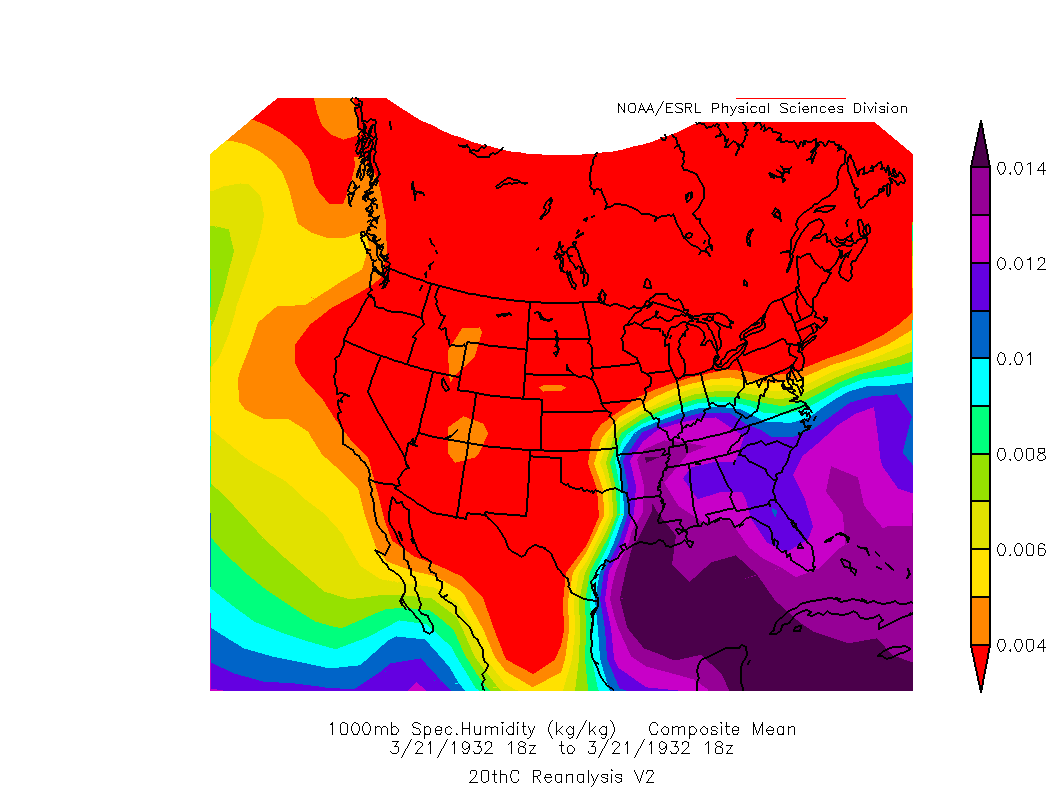 NOAA/ESRL Physical Sciences Division
0.014
0.012
0.01
0.008
0.006
0.004
1000mb Spec.Humidity (kg/kg) Composite Mean
3/21/1932 18z to 3/21/1932 18z
20thC Reanalysis V2